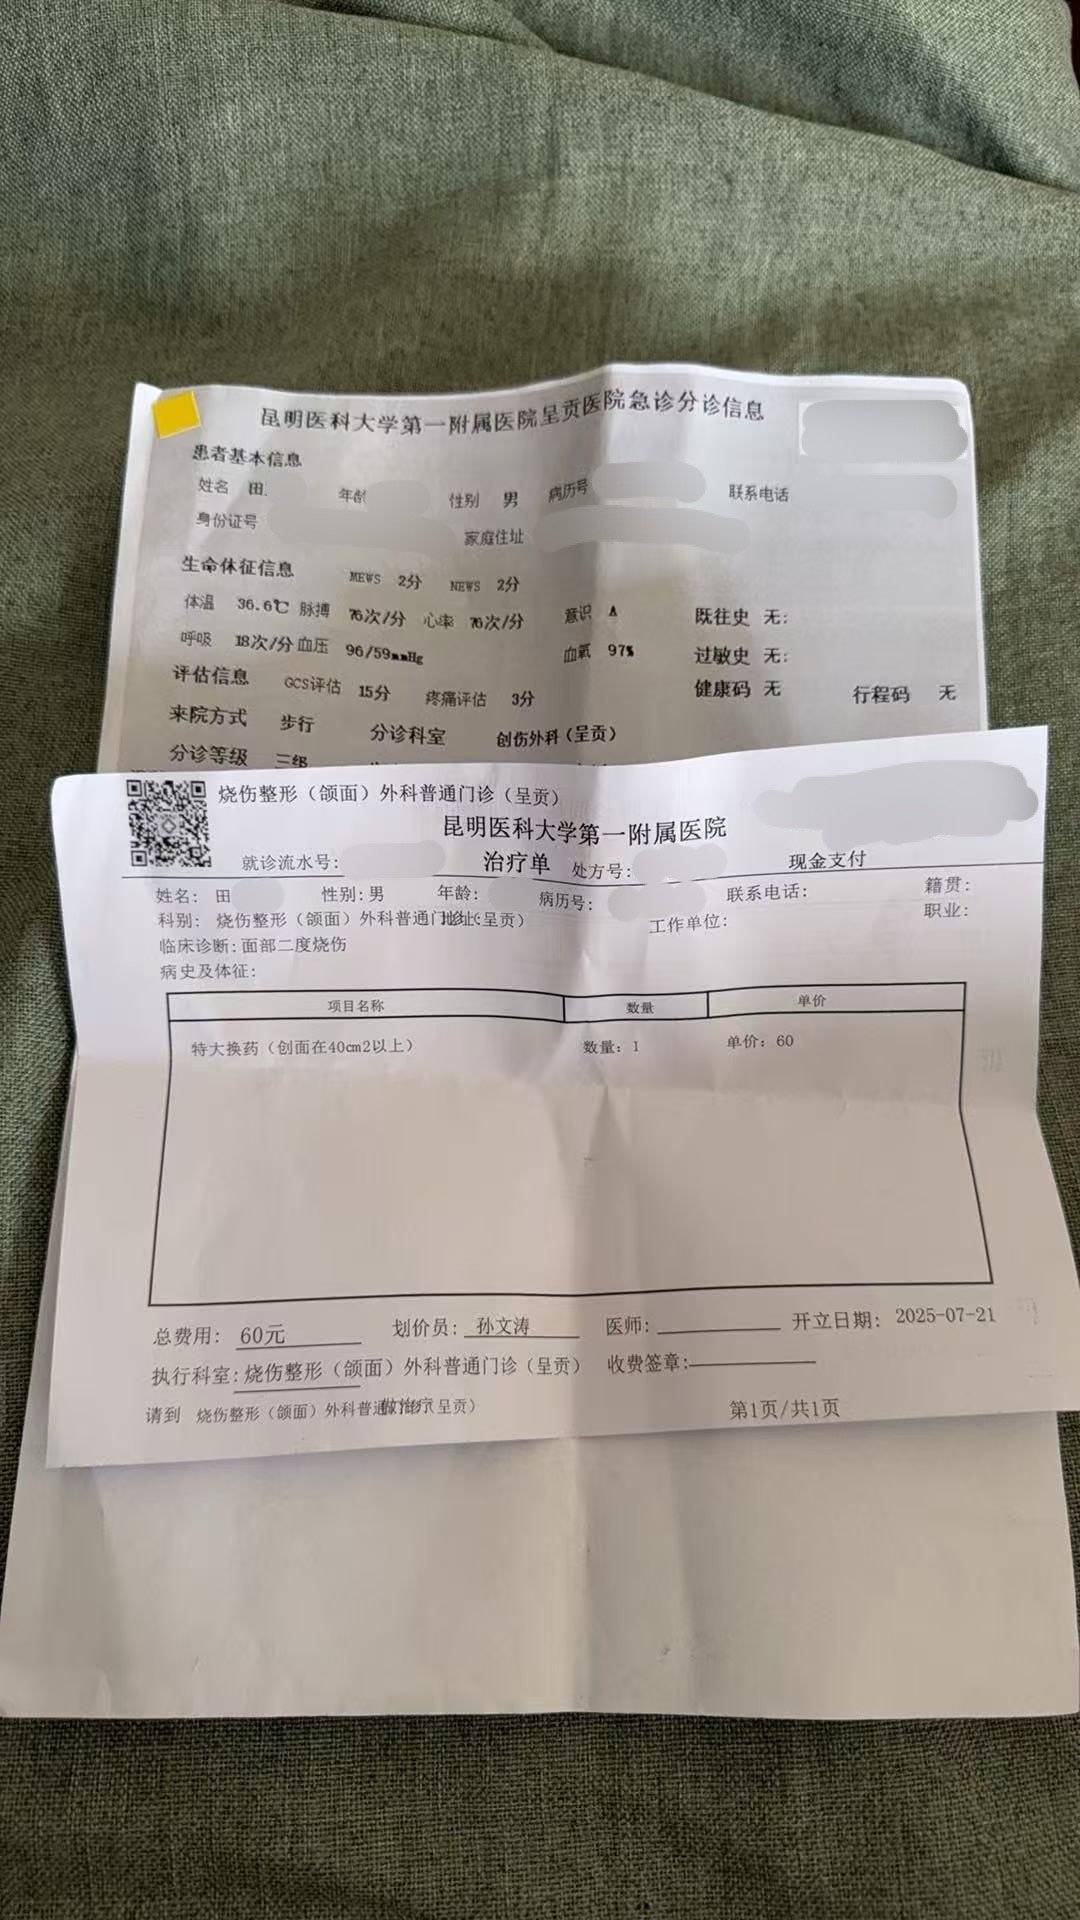 昆明医科大学第一附属医院呈贡医院急诊分诊信息
患者基本信息
姓名 田 年龄 性别 男 病历号 联系电话
身份证号 家庭住址
生命体征信息 MEWS 2分 NEWS 2分
体温 36.6℃ 脉搏 76次/分 心率 76次/分 意识 A 既往史 无:
呼吸 18次/分 血压 96/59mmHg 血氧 97% 过敏史 无:
评估信息 GCS评估 15分 疼痛评估 3分 健康码 无 行程码 无
来院方式 步行 分诊科室 创伤外科(呈贡)
分诊等级 三级
烧伤整形（颌面）外科普通门诊（呈贡）
昆明医科大学第一附属医院
就诊流水号: 治疗单 处方号: 现金支付
姓名: 田 性别:男 年龄: 病历号: 联系电话: 籍贯:
科别: 烧伤整形（颌面）外科普通门诊（呈贡） 地址: 工作单位: 职业:
临床诊断:面部二度烧伤
病史及体征:
项目名称 数量 单价
特大换药（创面在40cm2以上） 数量: 1 单价: 60
总费用: 60元 划价员: 孙文涛 医师: 开立日期: 2025-07-21
执行科室:烧伤整形（颌面）外科普通门诊（呈贡） 收费签章:
请到 烧伤整形（颌面）外科普通门诊（呈贡） 做治疗 第1页/共1页